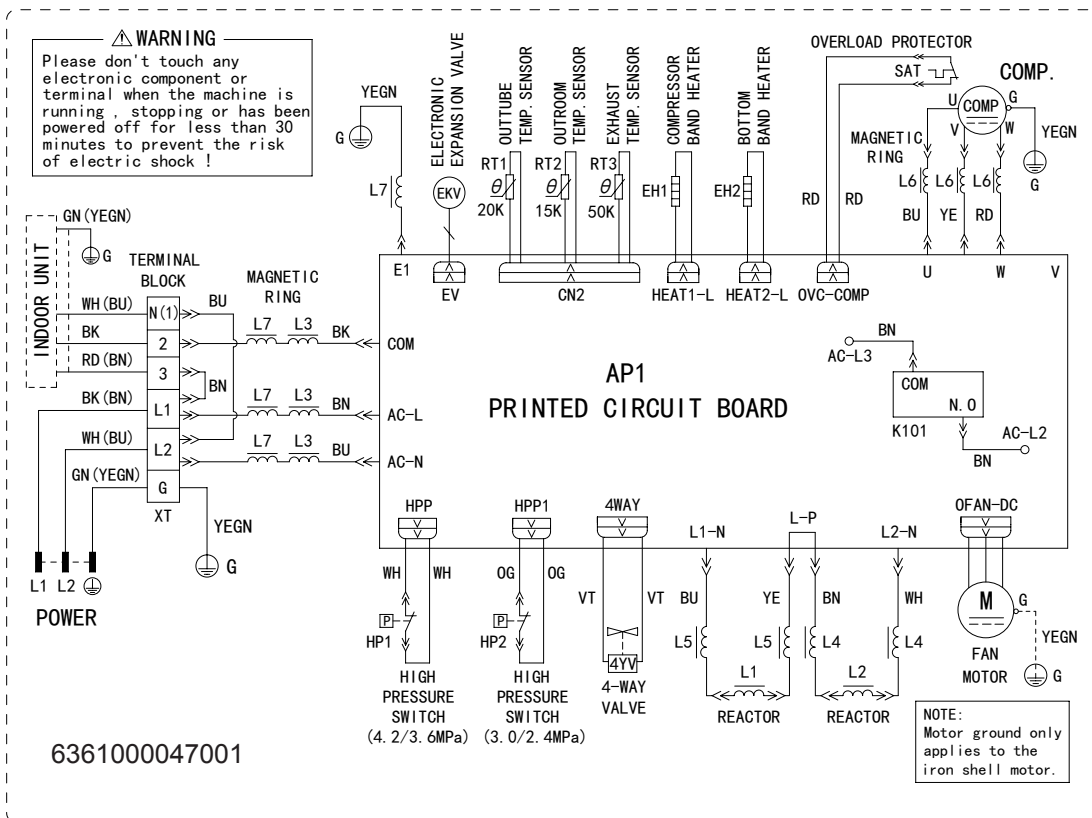 WARNING
Please don't touch any
electronic component or
terminal when the machine is
running , stopping or has been
powered off for less than 30
minutes to prevent the risk
of electric shock !
YEGN
G
L7
ELECTRONIC
EXPANSION VALVE
EKV
OUTTUBE
TEMP. SENSOR
RT1
θ
20K
OUTROOM
TEMP. SENSOR
RT2
θ
15K
EXHAUST
TEMP. SENSOR
RT3
θ
50K
COMPRESSOR
BAND HEATER
EH1
BOTTOM
BAND HEATER
EH2
OVERLOAD PROTECTOR
SAT
RD
RD
COMP.
COMP
U
V
W
G
YEGN
G
MAGNETIC
RING
L6
L6
L6
BU
YE
RD
E1
EV
CN2
HEAT1-L
HEAT2-L
OVC-COMP
U
W
V
GN(YEGN)
G
INDOOR UNIT
TERMINAL
BLOCK
WH(BU)
N(1)
BU
BK
2
RD(BN)
3
BN
BK(BN)
L1
WH(BU)
L2
GN(YEGN)
G
XT
YEGN
G
MAGNETIC
RING
L7
L3
BK
COM
L7
L3
BN
AC-L
L7
L3
BU
AC-N
AP1
PRINTED CIRCUIT BOARD
BN
AC-L3
COM
N.O
K101
AC-L2
BN
L1
L2
POWER
HPP
HPP1
4WAY
L1-N
L-P
L2-N
OFAN-DC
WH
WH
P
HP1
HIGH
PRESSURE
SWITCH
(4.2/3.6MPa)
OG
OG
P
HP2
HIGH
PRESSURE
SWITCH
(3.0/2.4MPa)
VT
VT
4YV
4-WAY
VALVE
BU
YE
L5
L5
L1
REACTOR
BN
WH
L4
L4
L2
REACTOR
M
G
YEGN
G
FAN
MOTOR
NOTE:
Motor ground only
applies to the
iron shell motor.
6361000047001